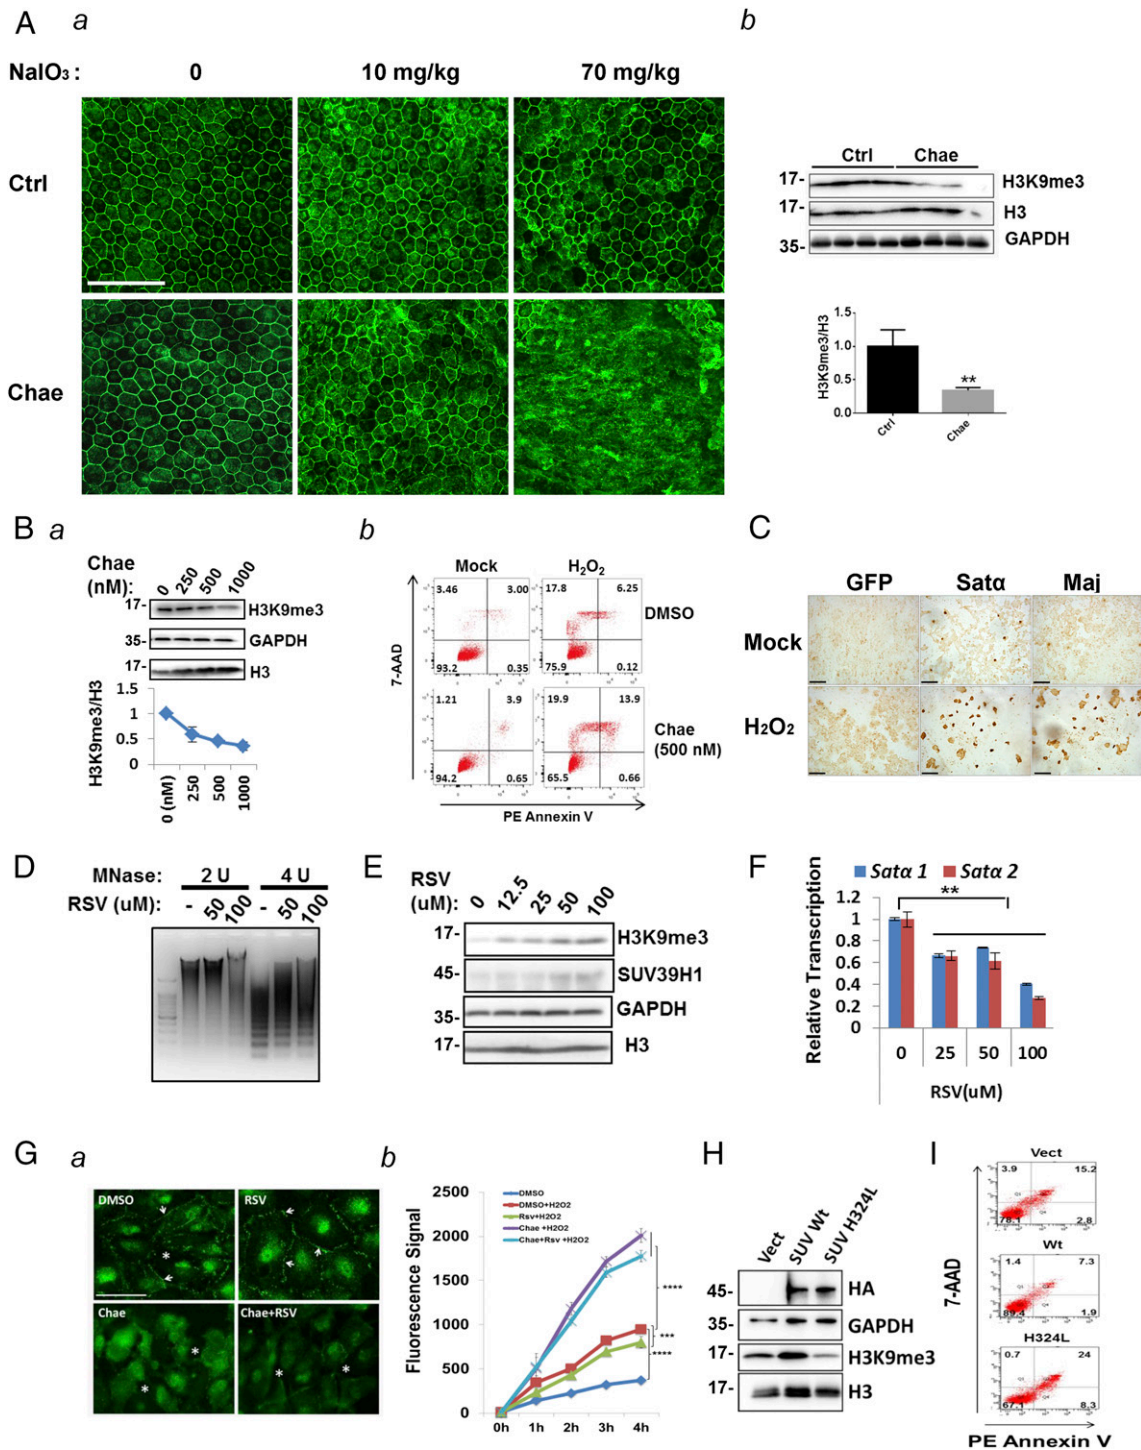 A a
b
NaIO3 : 0 10 mg/kg 70 mg/kg
Ctrl
Chae
Ctrl Chae
17- H3K9me3
17- H3
35- GAPDH
H3K9me3/H3
1.5
1.0
0.5
0.0
**
Ctrl Chae
B a
Chae (nM): 0 250 500 1000
17- H3K9me3
35- GAPDH
17- H3
H3K9me3/H3
1.5
1
0.5
0
0 (nM) 250 500 1000
b
Mock H2O2
3.46 3.00 17.8 6.25
DMSO
93.2 0.35 75.9 0.12
1.21 3.9 19.9 13.9
Chae
(500 nM)
94.2 0.65 65.5 0.66
7-AAD
PE Annexin V
C
GFP Satα Maj
Mock
H2O2
D
MNase: 2 U 4 U
RSV (uM): - 50 100 - 50 100
E
RSV
(uM): 0 12.5 25 50 100
17- H3K9me3
45- SUV39H1
35- GAPDH
17- H3
F
Satα 1 Satα 2
**
Relative Transcription
1.2
1
0.8
0.6
0.4
0.2
0
0 25 50 100
RSV(uM)
G a
DMSO RSV
*
Chae Chae+RSV
* * * *
b
DMSO
DMSO+H2O2
Rsv+H2O2
Chae +H2O2
Chae+Rsv +H2O2
Fluorescence Signal
2500
2000
1500
1000
500
0
0h 1h 2h 3h 4h
****
***
****
H
Vect SUV Wt SUV H324L
45- HA
35- GAPDH
17- H3K9me3
17- H3
I
Vect
3.9 15.2
78.1 2.8
Wt
1.4 7.3
89.4 1.9
H324L
0.7 24
67.1 8.3
7-AAD
PE Annexin V